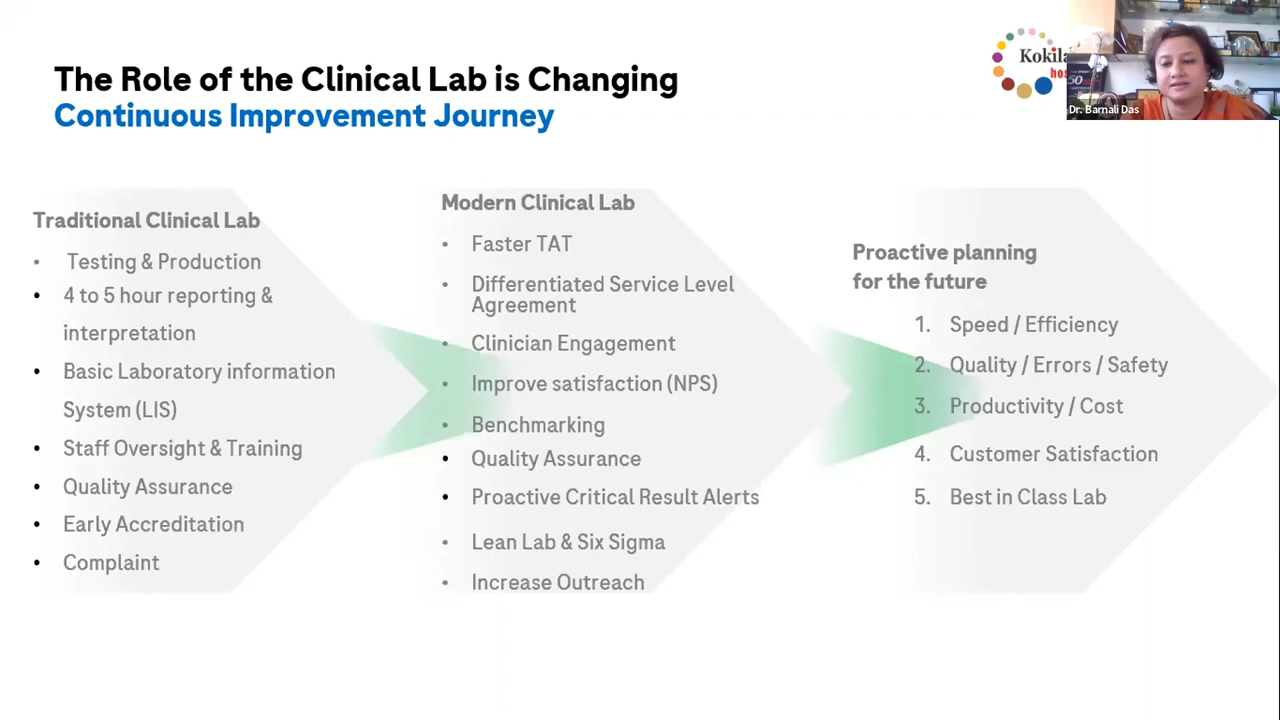 The Role of the Clinical Lab is Changing
Continuous Improvement Journey
Dr. Barnali Das
Traditional Clinical Lab
• Testing & Production
• 4 to 5 hour reporting &
interpretation
• Basic Laboratory information
System (LIS)
• Staff Oversight & Training
• Quality Assurance
• Early Accreditation
• Complaint
Modern Clinical Lab
• Faster TAT
• Differentiated Service Level
Agreement
• Clinician Engagement
• Improve satisfaction (NPS)
• Benchmarking
• Quality Assurance
• Proactive Critical Result Alerts
• Lean Lab & Six Sigma
• Increase Outreach
Proactive planning
for the future
1. Speed / Efficiency
2. Quality / Errors / Safety
3. Productivity / Cost
4. Customer Satisfaction
5. Best in Class Lab